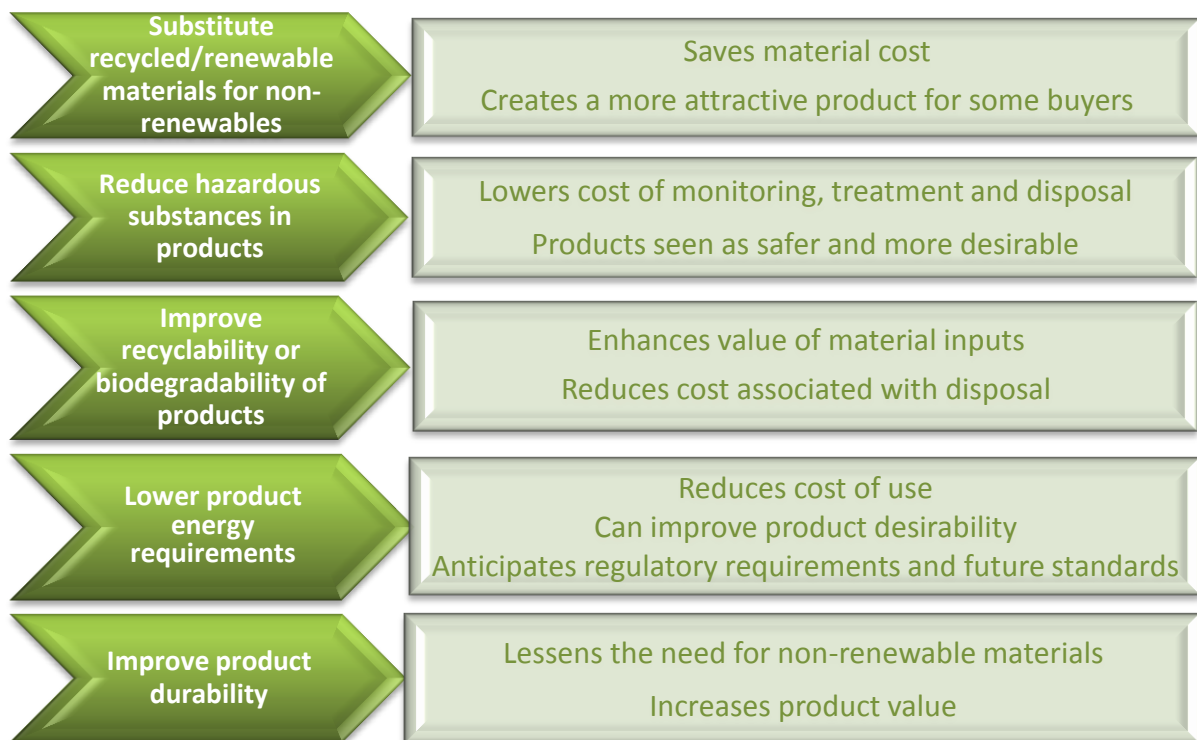 Substitute
recycled/renewable
materials for non-
renewables
Saves material cost
Creates a more attractive product for some buyers
Reduce hazardous
substances in
products
Lowers cost of monitoring, treatment and disposal
Products seen as safer and more desirable
Improve
recyclability or
biodegradability of
products
Enhances value of material inputs
Reduces cost associated with disposal
Lower product
energy
requirements
Reduces cost of use
Can improve product desirability
Anticipates regulatory requirements and future standards
Improve product
durability
Lessens the need for non-renewable materials
Increases product value